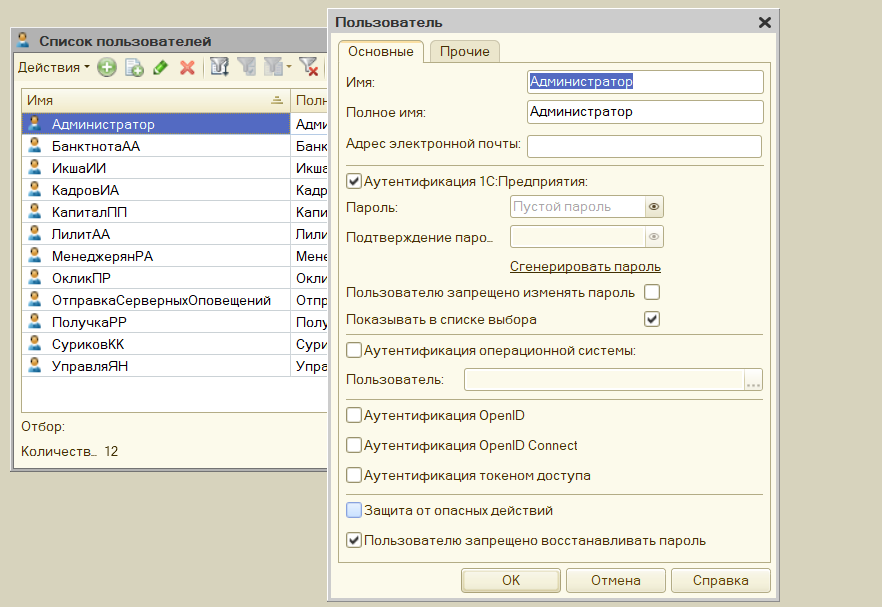 Список пользователей
Действия
Имя
Полн
Администратор Адми
БанктнотаАА Банк
ИкшаИИ Икша
КадровИА Кадр
КапиталПП Капи
ЛилитАА Лили
МенеджерянРА Мене
ОкликПР Окли
ОтправкаСерверныхОповещений Отпр
ПолучкаРР Полу
СуриковКК Сури
УправляЯН Упра
Отбор:
Количеств... 12
Пользователь
Основные Прочие
Имя: Администратор
Полное имя: Администратор
Адрес электронной почты:
Аутентификация 1С:Предприятия:
Пароль: Пустой пароль
Подтверждение паро...
Сгенерировать пароль
Пользователю запрещено изменять пароль
Показывать в списке выбора
Аутентификация операционной системы:
Пользователь: ...
Аутентификация OpenID
Аутентификация OpenID Connect
Аутентификация токеном доступа
Защита от опасных действий
Пользователю запрещено восстанавливать пароль
OK Отмена Справка